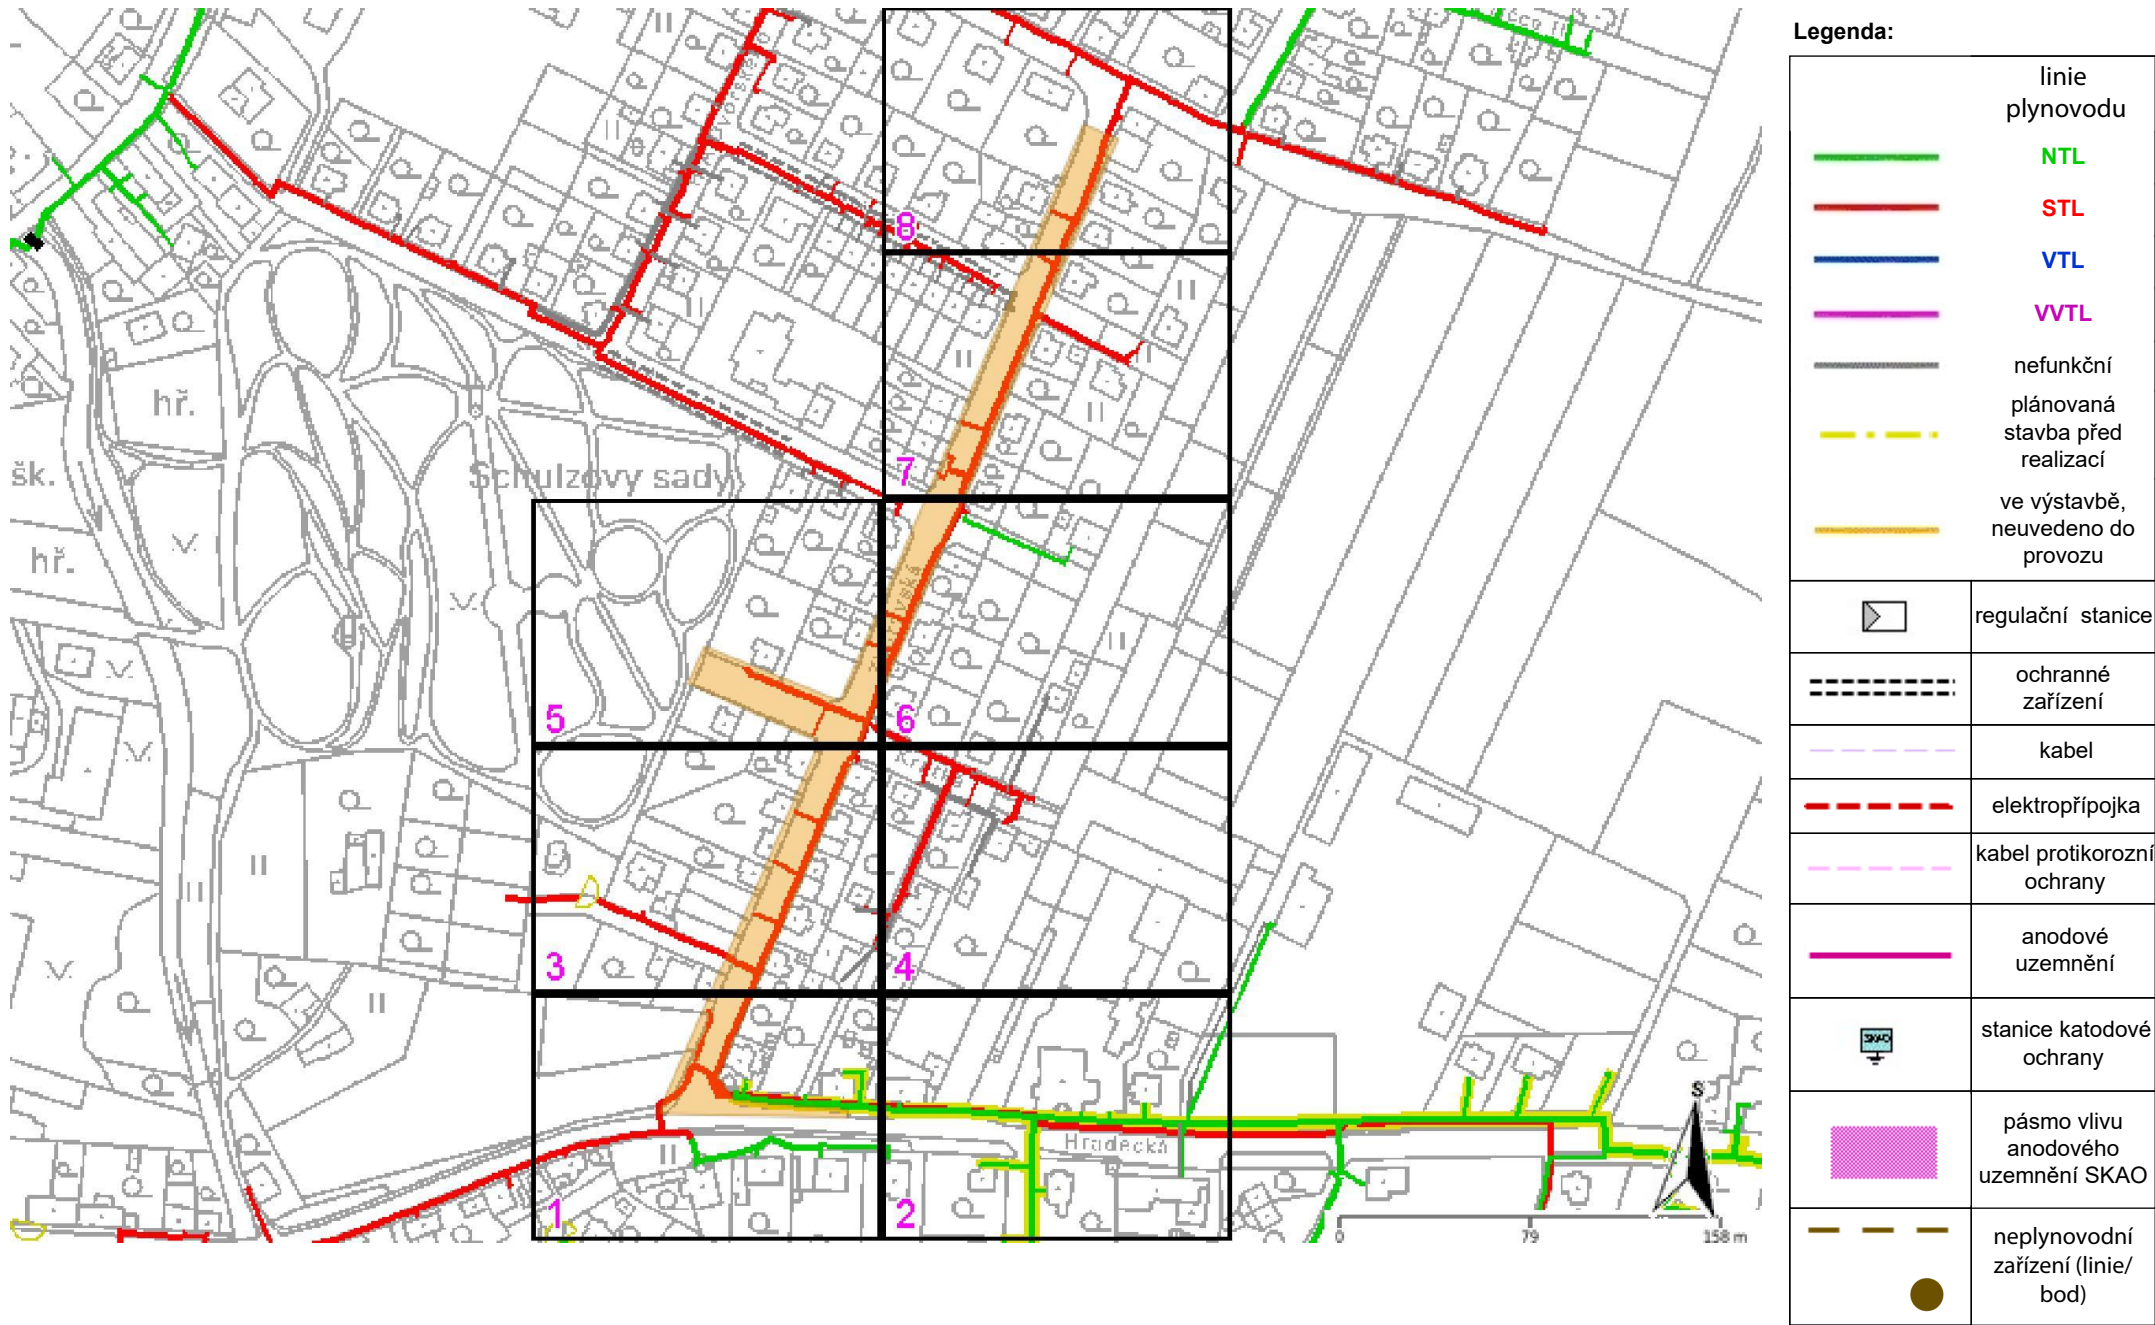 Legenda:
linie
plynovodu
NTL
STL
VTL
VVTL
nefunkční
plánovaná
stavba před
realizací
ve výstavbě,
neuvedeno do
provozu
regulační stanice
ochranné
zařízení
kabel
elektropřípojka
kabel protikorozní
ochrany
anodové
uzemnění
SKAO
stanice katodové
ochrany
pásmo vlivu
anodového
uzemnění SKAO
neplynovodní
zařízení (linie/
bod)
hř.
šk.
hř.
Schulzovy sady
Hradecká
8
7
5
6
3
4
1
2
S
0
79
158 m